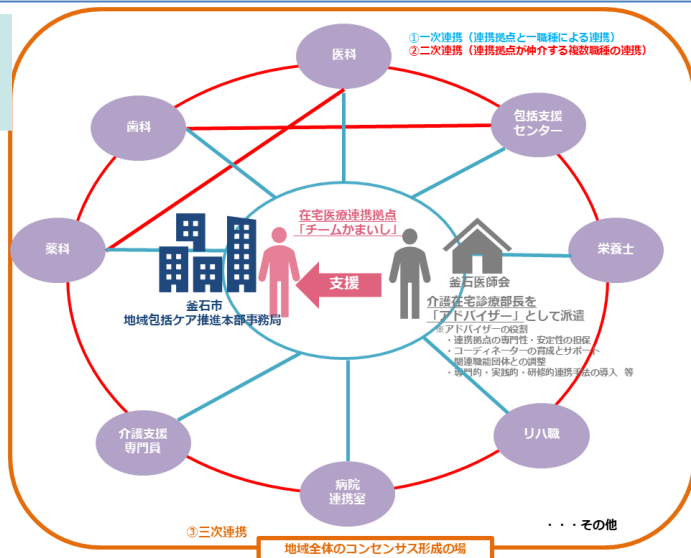 ①一次連携（連携拠点と一職種による連携）
②二次連携（連携拠点が仲介する複数職種の連携）
医科
歯科
包括支援
センター
薬科
在宅医療連携拠点
「チームかまいし」
支援
栄養士
釜石市
地域包括ケア推進本部事務局
釜石医師会
介護在宅診療部長を
「アドバイザー」として派遣
※アドバイザーの役割
・連携拠点の専門性・安定性の担保
・コーディネーターの育成とサポート
・関連職能団体との調整
・専門的・実践的・研修的連携手法の導入 等
介護支援
専門員
リハ職
病院
連携室
③三次連携
・・・その他
地域全体のコンセンサス形成の場